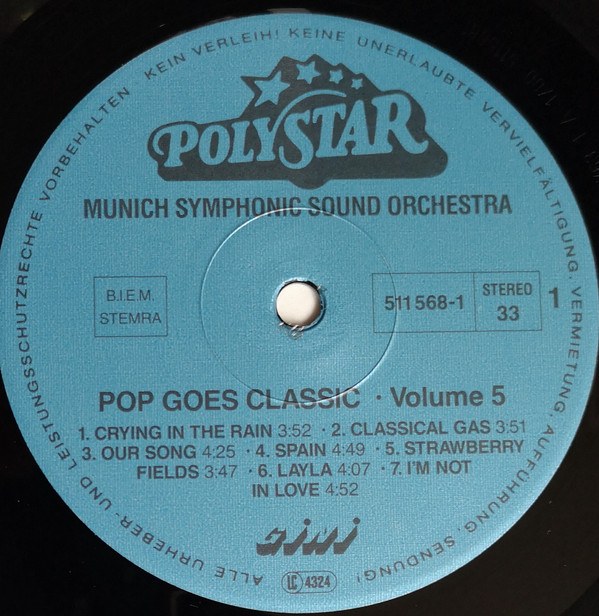 ALLE URHEBER- UND LEISTUNGSSCHUTZRECHTE VORBEHALTEN KEIN VERLEIH! KEINE UNERLAUBTE VERVIELFÄLTIGUNG, VERMIETUNG, AUFFÜHRUNG, SENDUNG!
POLYSTAR
MUNICH SYMPHONIC SOUND ORCHESTRA
B.I.E.M.
STEMRA
511 568-1
STEREO
33
1
POP GOES CLASSIC · Volume 5
1. CRYING IN THE RAIN 3:52 · 2. CLASSICAL GAS 3:51
3. OUR SONG 4:25 · 4. SPAIN 4:49 · 5. STRAWBERRY
FIELDS 3:47 · 6. LAYLA 4:07 · 7. I'M NOT
IN LOVE 4:52
LC 4324